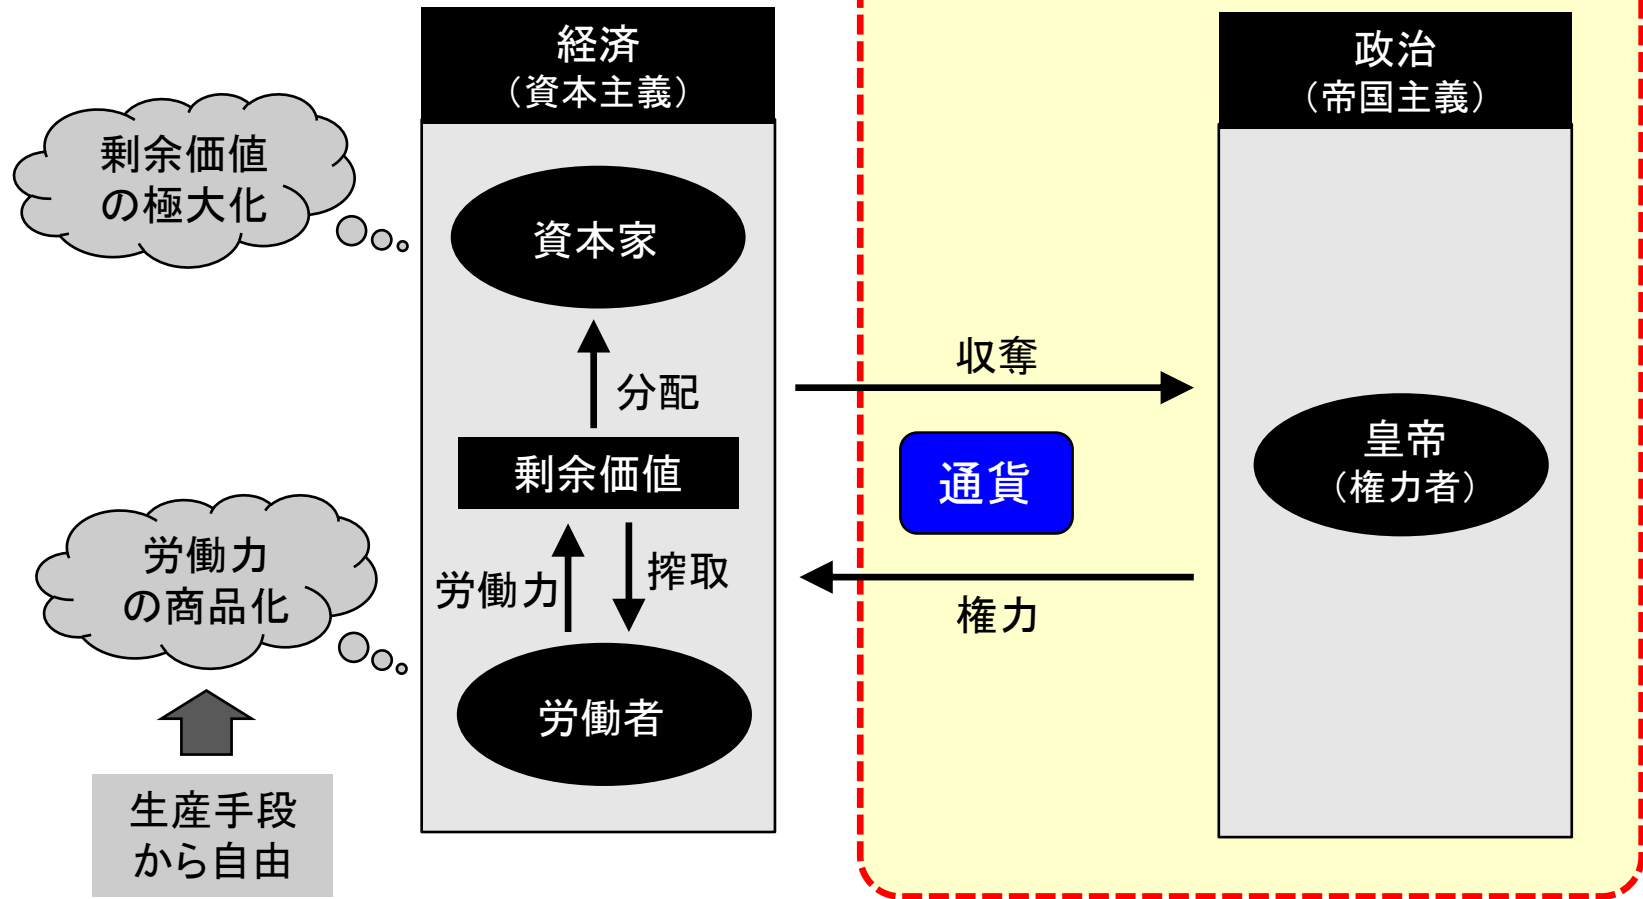 経済
（資本主義）
剰余価値
の極大化
資本家
分配
剰余価値
労働力
搾取
労働力
の商品化
労働者
生産手段
から自由
収奪
通貨
権力
政治
（帝国主義）
皇帝
（権力者）